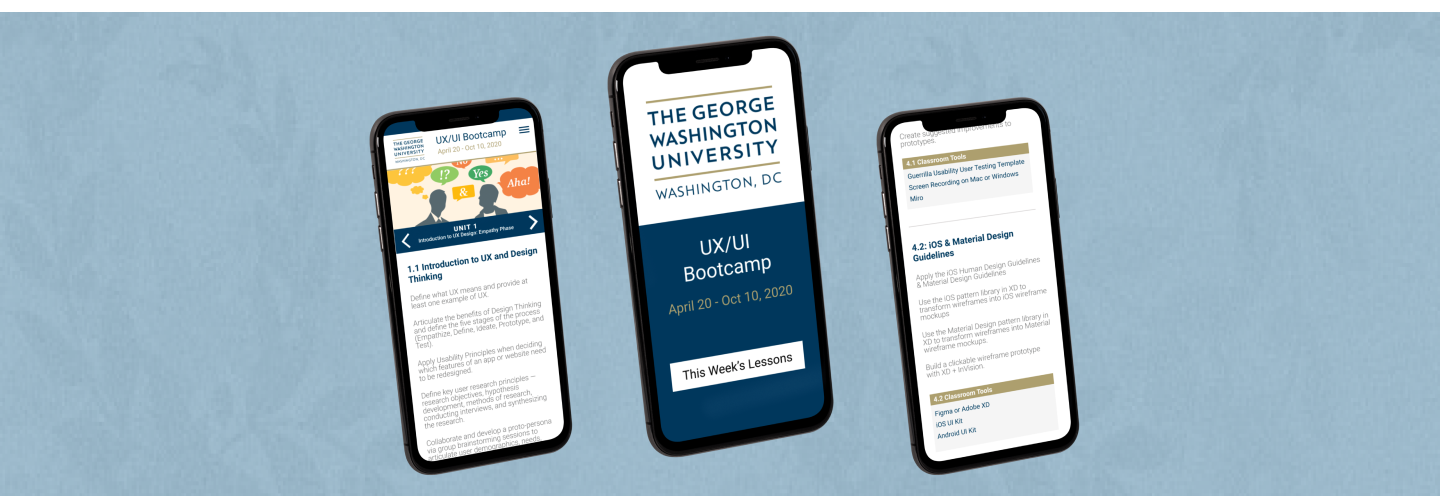 THE GEORGE
WASHINGTON
UNIVERSITY
WASHINGTON, DC
UX/UI Bootcamp
April 20 - Oct 10, 2020
NO
!?
Yes
Aha!
&
UNIT 1
Introduction to UX Design: Empathy Phase
1.1 Introduction to UX and Design
Thinking
Define what UX means and provide at
least one example of UX.
Articulate the benefits of Design Thinking
and define the five stages of the process
(Empathize, Define, Ideate, Prototype, and
Test).
Apply Usability Principles when deciding
which features of an app or website need
to be redesigned.
Define key user research principles —
research objectives, hypothesis
development, methods of research,
conducting interviews, and synthesizing
the research
Collaborate and develop a proto-persona
via group brainstorming sessions to
articulate user demographics, needs,
THE GEORGE
WASHINGTON
UNIVERSITY
WASHINGTON, DC
UX/UI
Bootcamp
April 20 - Oct 10, 2020
This Week's Lessons
Create suggested improvements to
prototypes.
4.1 Classroom Tools
Guerrilla Usability User Testing Template
Screen Recording on Mac or Windows
Miro
4.2: iOS & Material Design
Guidelines
Apply the iOS Human Design Guidelines
& Material Design Guidelines
Use the iOS pattern library in XD to
transform wireframes into iOS wireframe
mockups
Use the Material Design pattern library in
XD to transform wireframes into Material
wireframe mockups.
Build a clickable wireframe prototype
with XD + InVision.
4.2 Classroom Tools
Figma or Adobe XD
iOS UI Kit
Android UI Kit